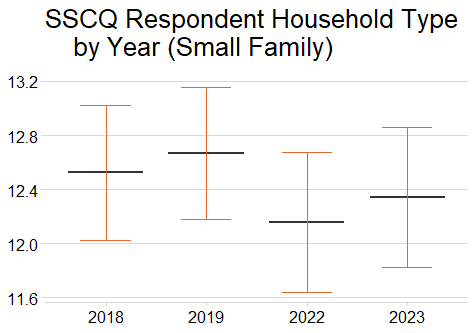 SSCQ Respondent Household Type
by Year (Small Family)
13.2
12.8
12.4
12.0
11.6
2018 2019 2022 2023